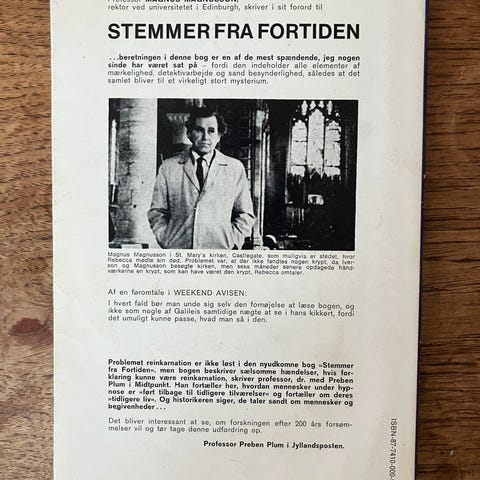 Professor MAGNUS MAGNUSSON,
rektor ved universitetet i Edinburgh, skriver i sit forord til
STEMMER FRA FORTIDEN
...beretningen i denne bog er en af de mest spændende, jeg nogen
sinde har været sat på – fordi den indeholder alle elementer af
mærkelighed, detektivarbejde og sand besynderlighed, således at det
samlet bliver til et virkeligt stort mysterium.
Magnus Magnusson i St. Mary's kirken, Castlegate, som muligvis er stedet, hvor
Rebecca mødte sin død. Problemet var, at der ikke fandtes nogen krypt, da Iver-
son og Magnusson besøgte kirken, men seks måneder senere opdagede hånd-
værkerne en krypt, som kan have været den krypt, Rebecca omtaler.
Af en føromtale i WEEKEND AVISEN:
I hvert fald bør man unde sig selv den fornøjelse at læse bogen, og
ikke som nogle af Galileis samtidige nægte at se i hans kikkert, fordi
det umuligt kunne passe, hvad man så i den.
Problemet reinkarnation er ikke løst i den nyudkomne bog »Stemmer
fra Fortiden«. men bogen beskriver sælsomme hændelser, hvis for-
klaring kunne være reinkarnation, skriver professor, dr. med Preben
Plum i Midtpunkt. Han fortæller her, hvordan mennesker under hyp-
nose er »ført tilbage til tidligere tilværelser« og fortæller om deres
»tidligere liv«. Og historikeren siger, de taler sandt om mennesker og
begivenheder . . .
Det bliver interessant at se, om forskningen efter 200 års forsøm-
melser vil og tør tage denne udfordring op.
Professor Preben Plum i Jyllandsposten.
ISBN-87-7410-000-